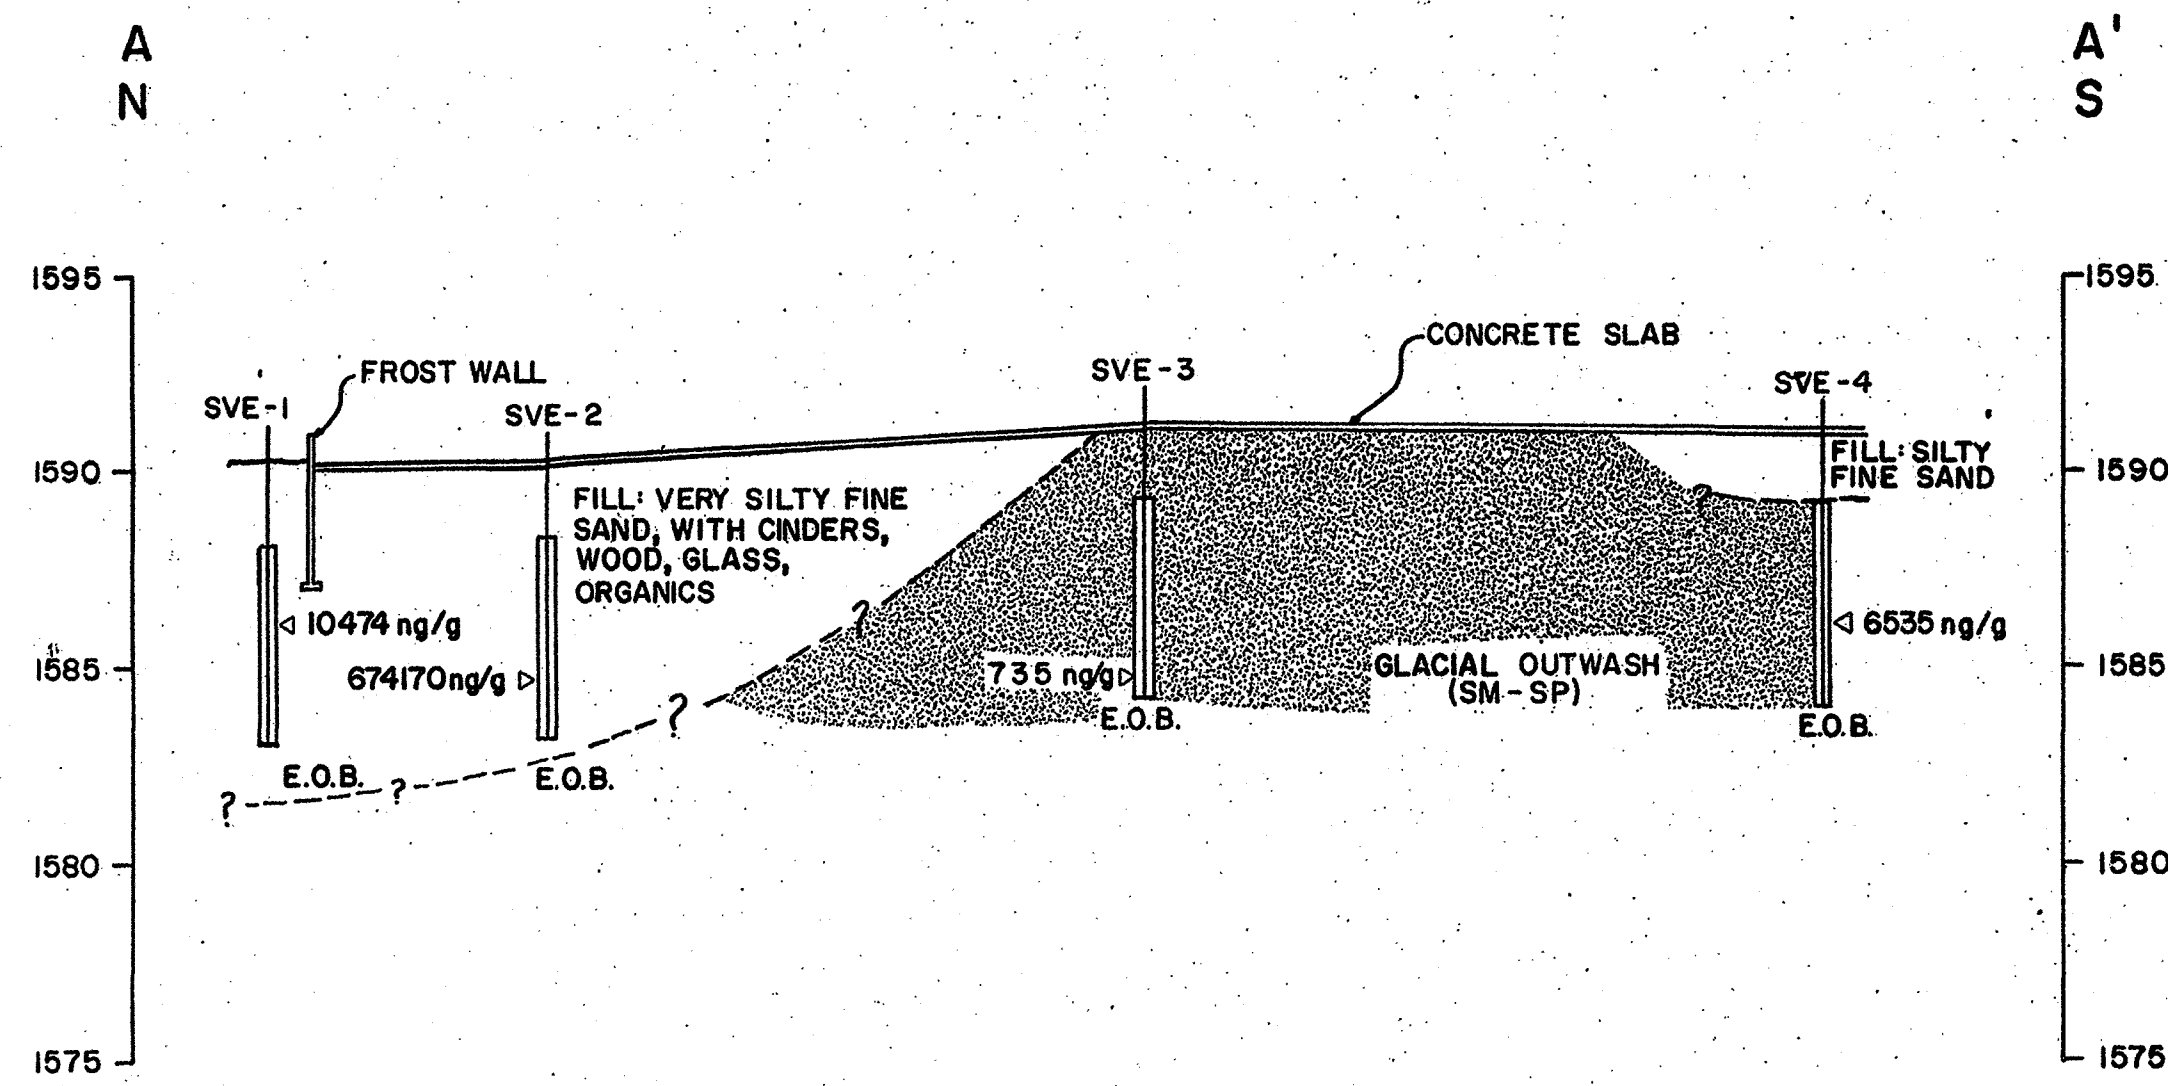 A
N
A'
S
1595
1595
CONCRETE SLAB
FROST WALL
SVE-3
SVE-4
SVE-1
SVE-2
1590
1590
FILL: SILTY
FINE SAND
FILL: VERY SILTY FINE
SAND, WITH CINDERS,
WOOD, GLASS,
ORGANICS
?
?
10474 ng/g
6535 ng/g
1585
1585
674170 ng/g
735 ng/g
GLACIAL OUTWASH
(SM-SP)
?
E.O.B.
E.O.B.
E.O.B.
E.O.B.
?
?
1580
1580
1575
1575